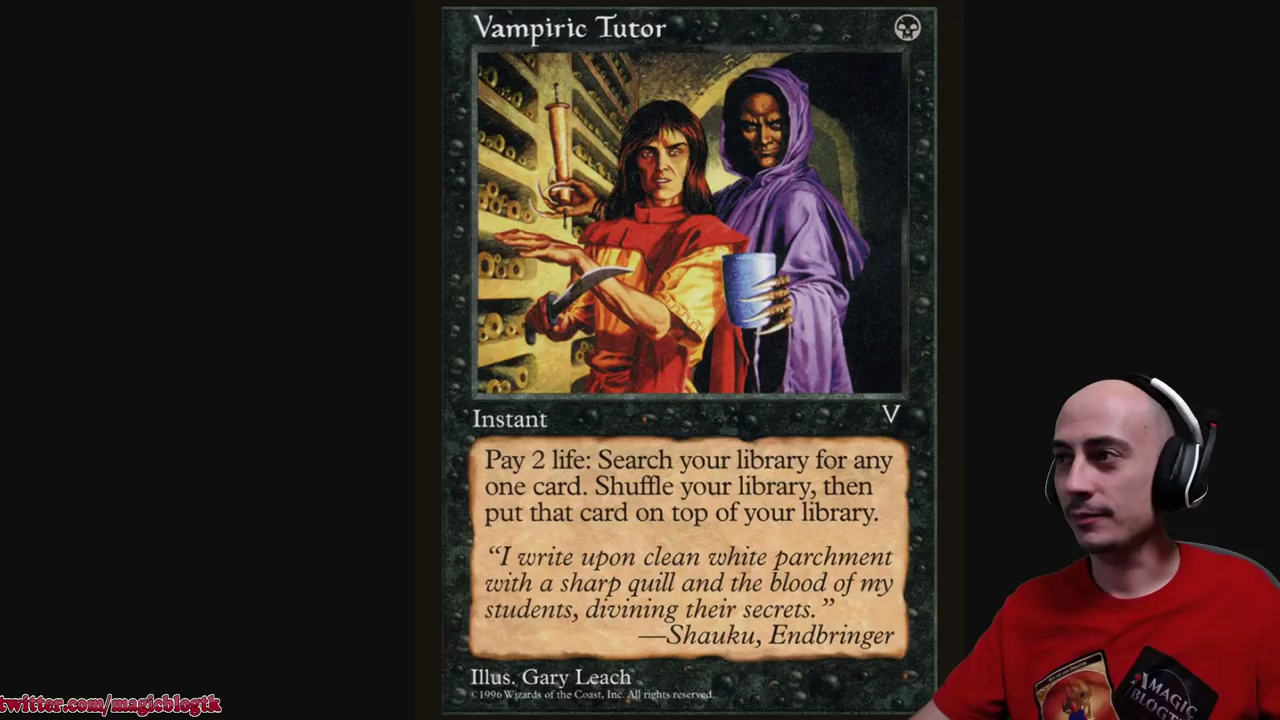 Vampiric Tutor
Instant
V
Pay 2 life: Search your library for any
one card. Shuffle your library, then
put that card on top of your library.
“I write upon clean white parchment
with a sharp quill and the blood of my
students, divining their secrets.”
—Shauku, Endbringer
Illus. Gary Leach
©1996 Wizards of the Coast, Inc. All rights reserved.
twitter.com/magicblogtk
MAGIC
BLOGTK